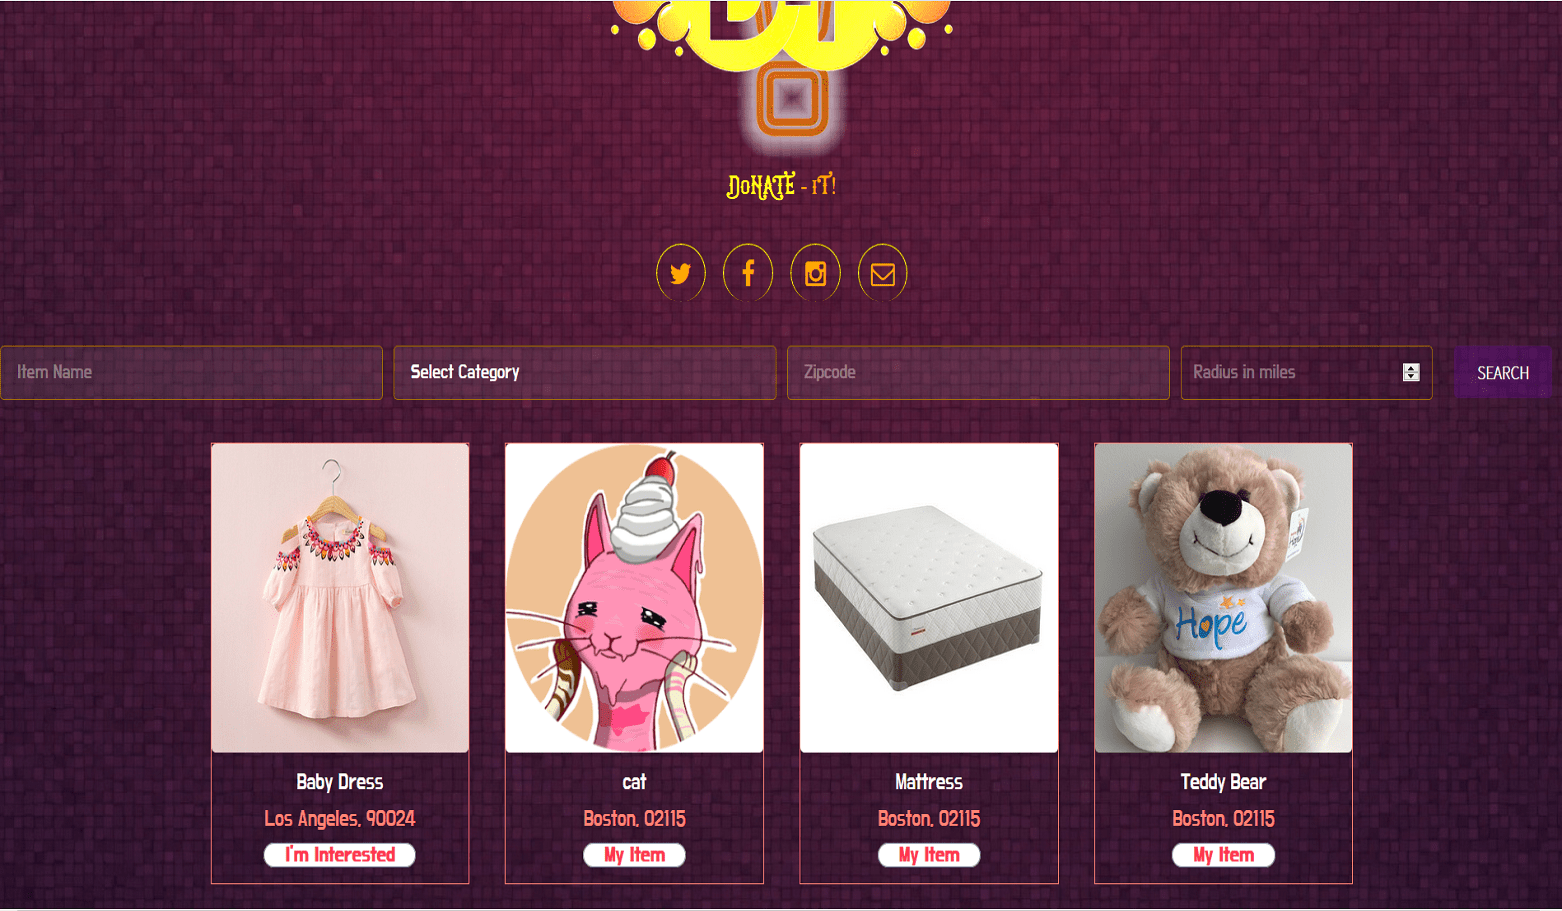 DoNATE - iT!
Item Name
Select Category
Zipcode
Radius in miles
SEARCH
Hope
Baby Dress
cat
Mattress
Teddy Bear
Los Angeles, 90024
Boston, 02115
Boston, 02115
Boston, 02115
I'm Interested
My Item
My Item
My Item